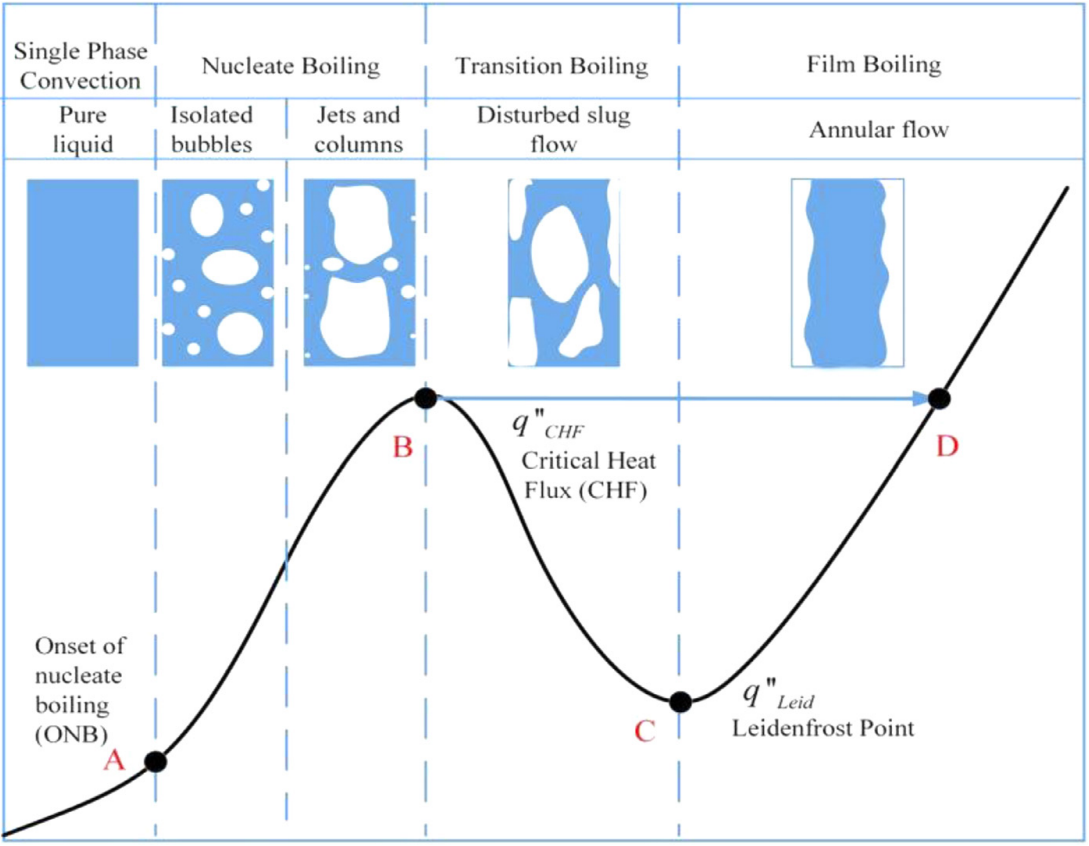 Single Phase
Convection
Nucleate Boiling
Transition Boiling
Film Boiling
Pure
liquid
Isolated
bubbles
Jets and
columns
Disturbed slug
flow
Annular flow
B
q"CHF
Critical Heat
Flux (CHF)
D
Onset of
nucleate
boiling
(ONB)
A
C
q"Leid
Leidenfrost Point